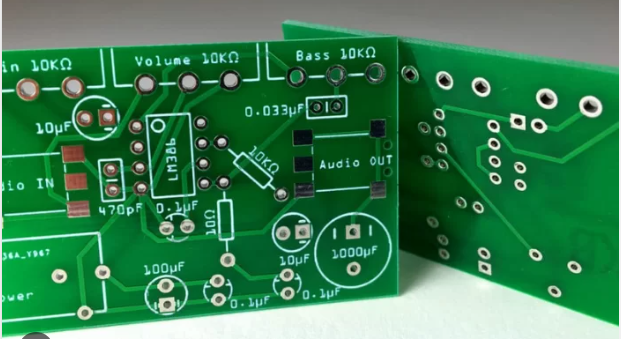 in 10KΩ
Volume 10KΩ
Bass 10KΩ
0.033µF
10µF
LM386
10KΩ
Audio OUT
dio IN
470pF
0.1µF
10Ω
36A_Y967
10µF
1000µF
ower
100µF
0.1µF
0.1µF